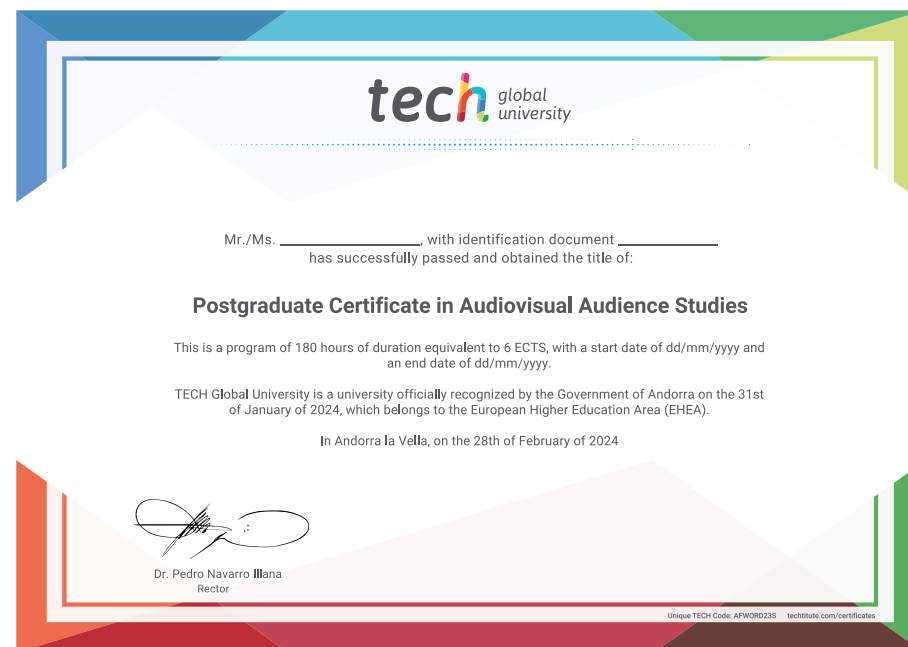 tech global university
Mr./Ms. ____________, with identification document ____________
has successfully passed and obtained the title of:
Postgraduate Certificate in Audiovisual Audience Studies
This is a program of 180 hours of duration equivalent to 6 ECTS, with a start date of dd/mm/yyyy and
an end date of dd/mm/yyyy.
TECH Global University is a university officially recognized by the Government of Andorra on the 31st
of January of 2024, which belongs to the European Higher Education Area (EHEA).
In Andorra la Vella, on the 28th of February of 2024
Dr. Pedro Navarro Illana
Rector
Unique TECH Code: AFWORD23S techtitute.com/certificates